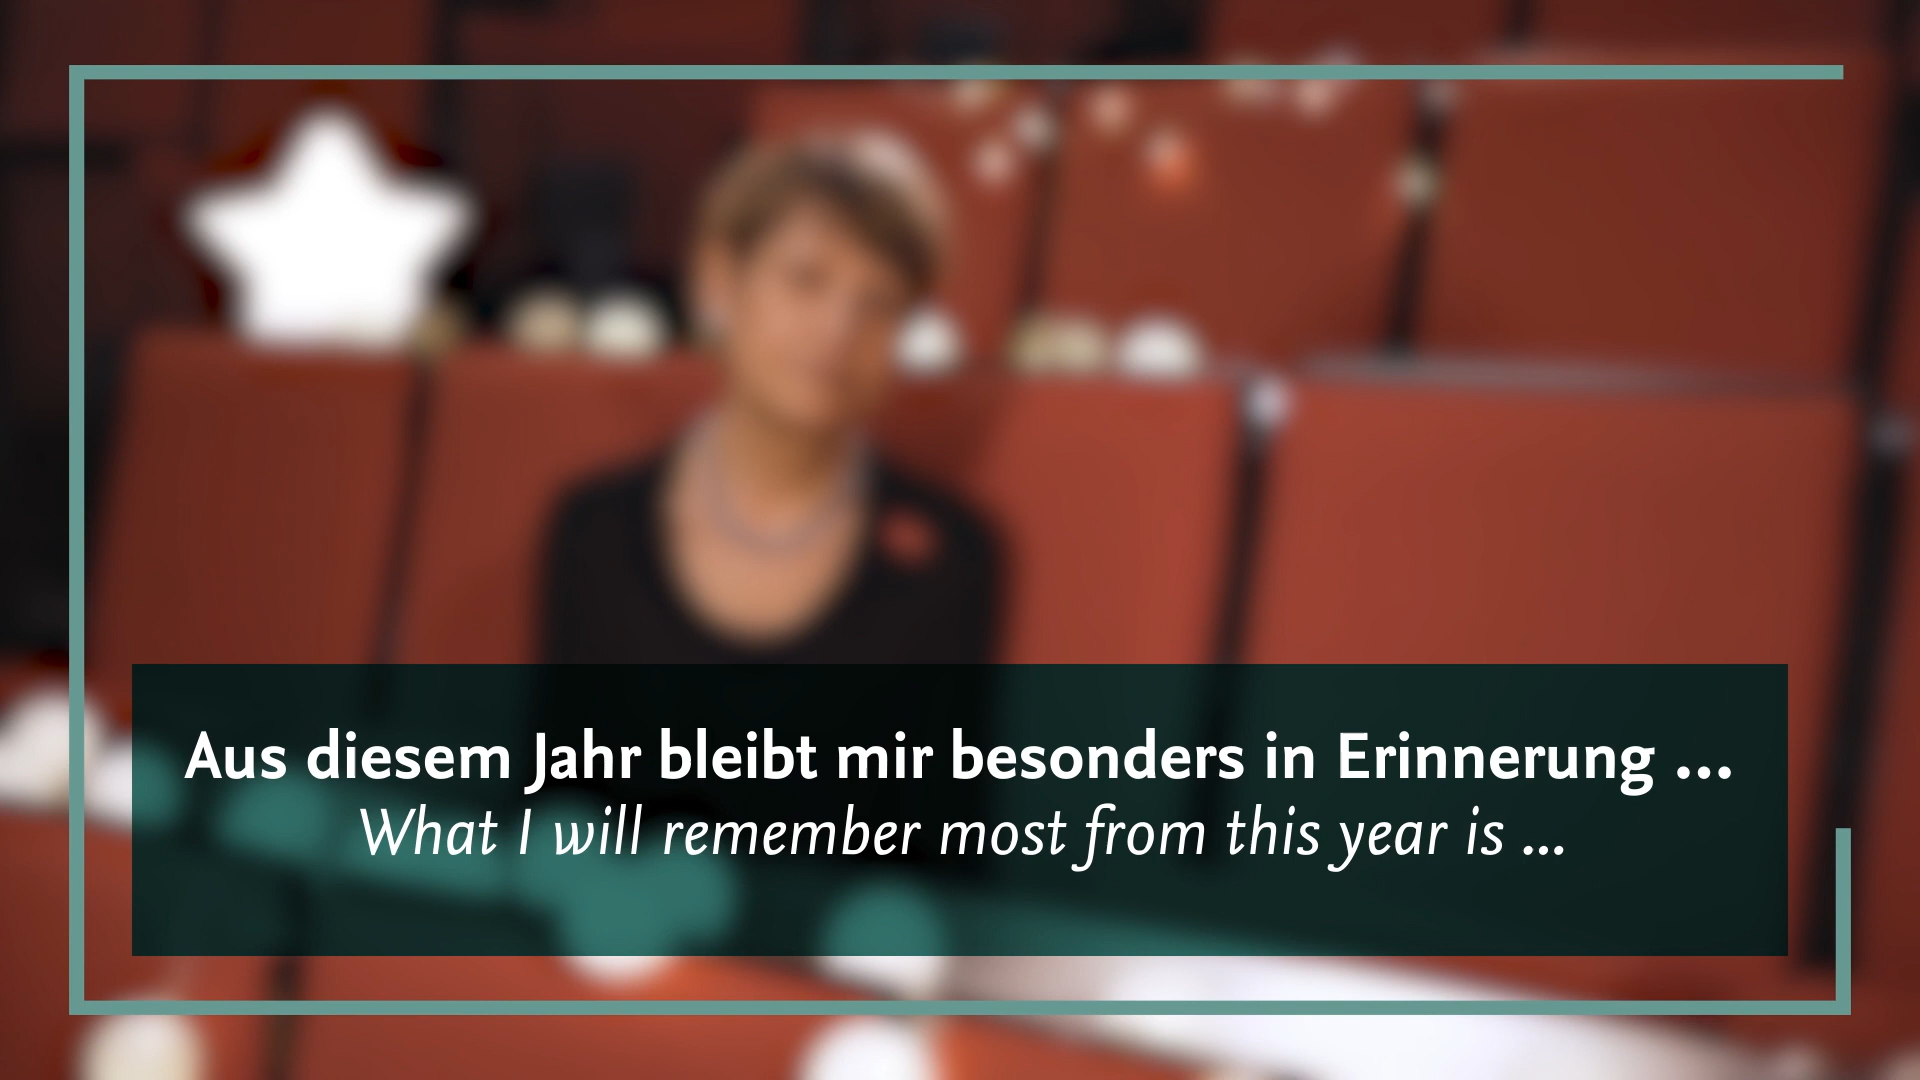 Aus diesem Jahr bleibt mir besonders in Erinnerung ...
What I will remember most from this year is ...